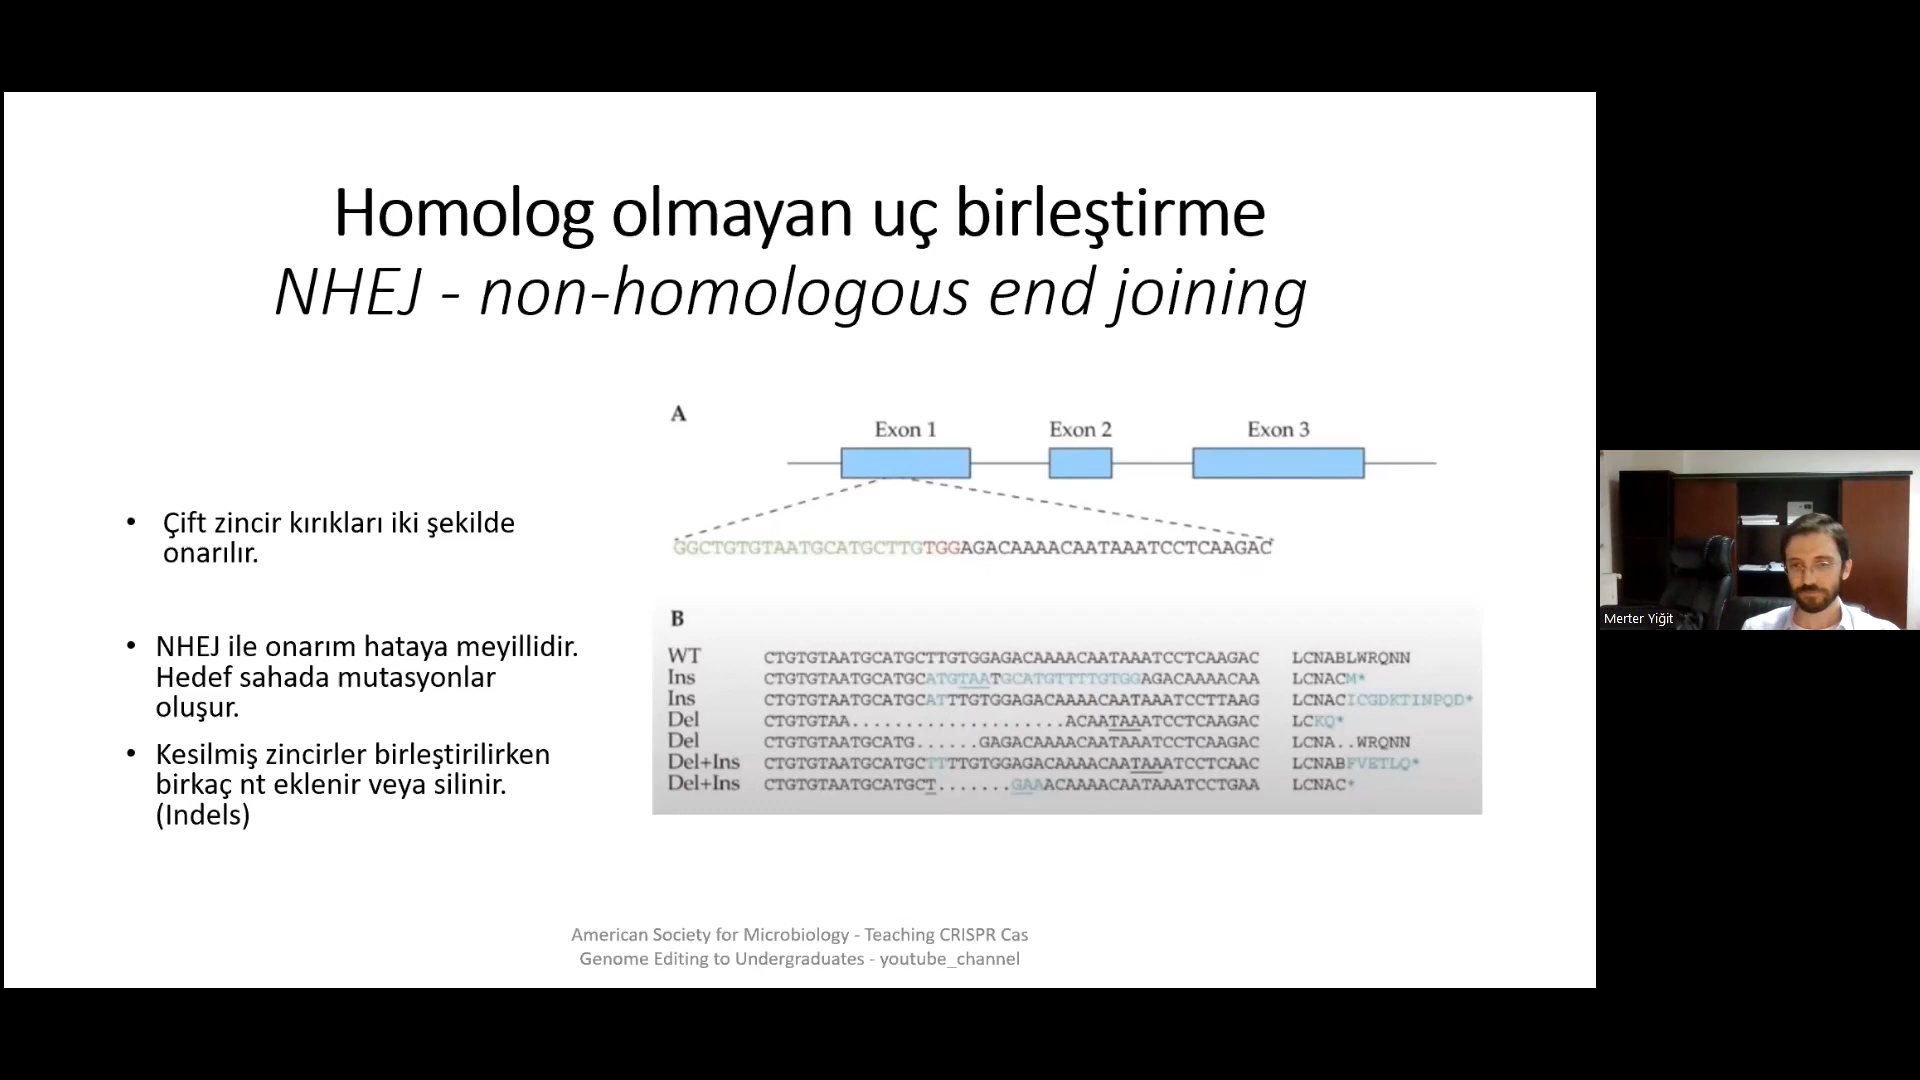 Homolog olmayan uç birleştirme
NHEJ - non-homologous end joining
• Çift zincir kırıkları iki şekilde
onarılır.
• NHEJ ile onarım hataya meyillidir.
Hedef sahada mutasyonlar
oluşur.
• Kesilmiş zincirler birleştirilirken
birkaç nt eklenir veya silinir.
(Indels)
A
Exon 1 Exon 2 Exon 3
GGCTGTGTAATGCATGCTTGTGGAGACAAAACAATAAATCCTCAAGAC
B
WT CTGTGTAATGCATGCTTGTGGAGACAAAACAATAAATCCTCAAGAC LCNABLWRQNN
Ins CTGTGTAATGCATGCATGTAATGCATGTTTTGTGGAGACAAAACAA LCNACM*
Ins CTGTGTAATGCATGCATTTGTGGAGACAAAACAATAAATCCTTAAG LCNACICGDKTINPQD*
Del CTGTGTAA....................ACAATAAATCCTCAAGAC LCKQ*
Del CTGTGTAATGCATG......GAGACAAAACAATAAATCCTCAAGAC LCNA..WRQNN
Del+Ins CTGTGTAATGCATGCTTTTGTGGAGACAAAACAATAAATCCTCAAC LCNABFVETLQ*
Del+Ins CTGTGTAATGCATGCT.......GAAACAAAACAATAAATCCTGAA LCNAC*
American Society for Microbiology - Teaching CRISPR Cas
Genome Editing to Undergraduates - youtube_channel
Merter Yiğit